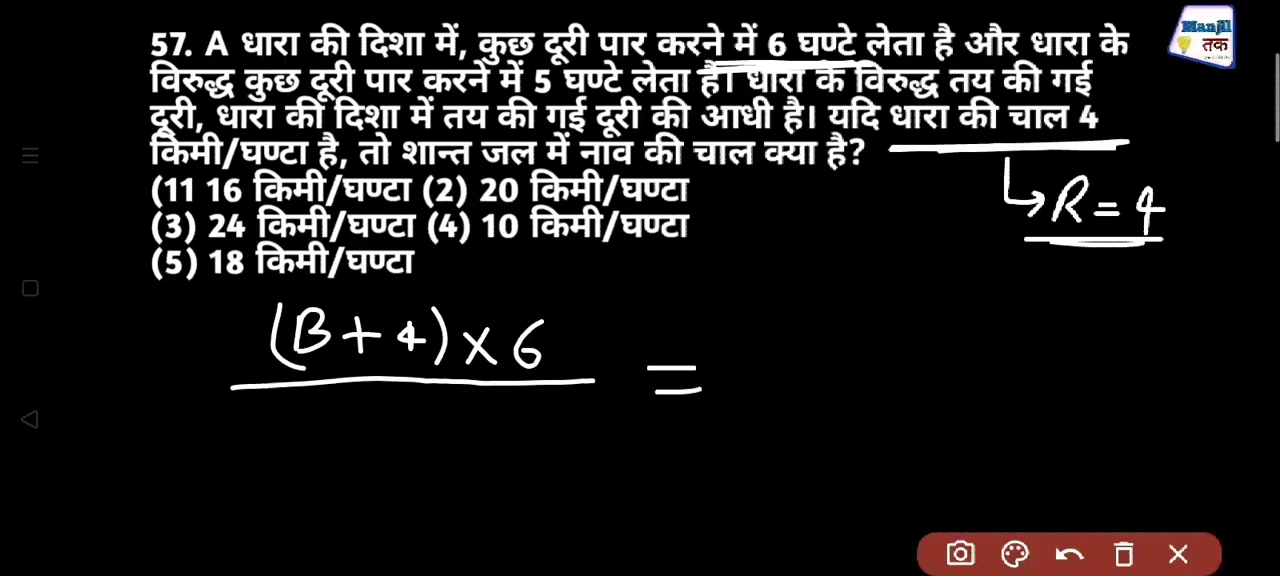 57. A धारा की दिशा में, कुछ दूरी पार करने में 6 घण्टे लेता है और धारा के
विरुद्ध कुछ दूरी पार करने में 5 घण्टे लेता है। धारा के विरुद्ध तय की गई
दूरी, धारा की दिशा में तय की गई दूरी की आधी है। यदि धारा की चाल 4
किमी/घण्टा है, तो शान्त जल में नाव की चाल क्या है?
(11 16 किमी/घण्टा (2) 20 किमी/घण्टा
(3) 24 किमी/घण्टा (4) 10 किमी/घण्टा
(5) 18 किमी/घण्टा
R = 4
(B + 4) × 6 =
Manjil
तक